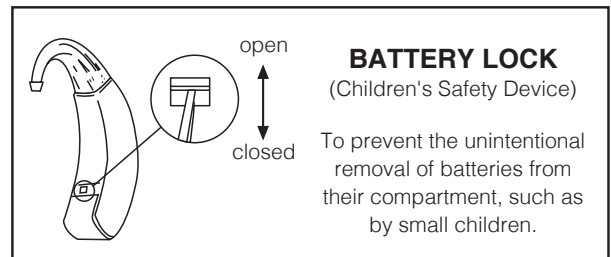 open
closed
BATTERY LOCK
(Children's Safety Device)
To prevent the unintentional
removal of batteries from
their compartment, such as
by small children.